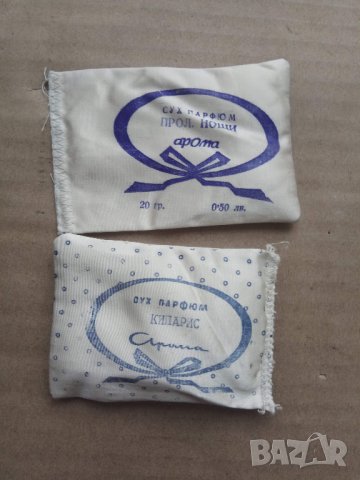 СУХ ПАРФЮМ
ПРОЛ. НОЩИ
арома
20 гр. 0·50 лв.
СУХ ПАРФЮМ
КИПАРИС
Арома
BAZAR
bg